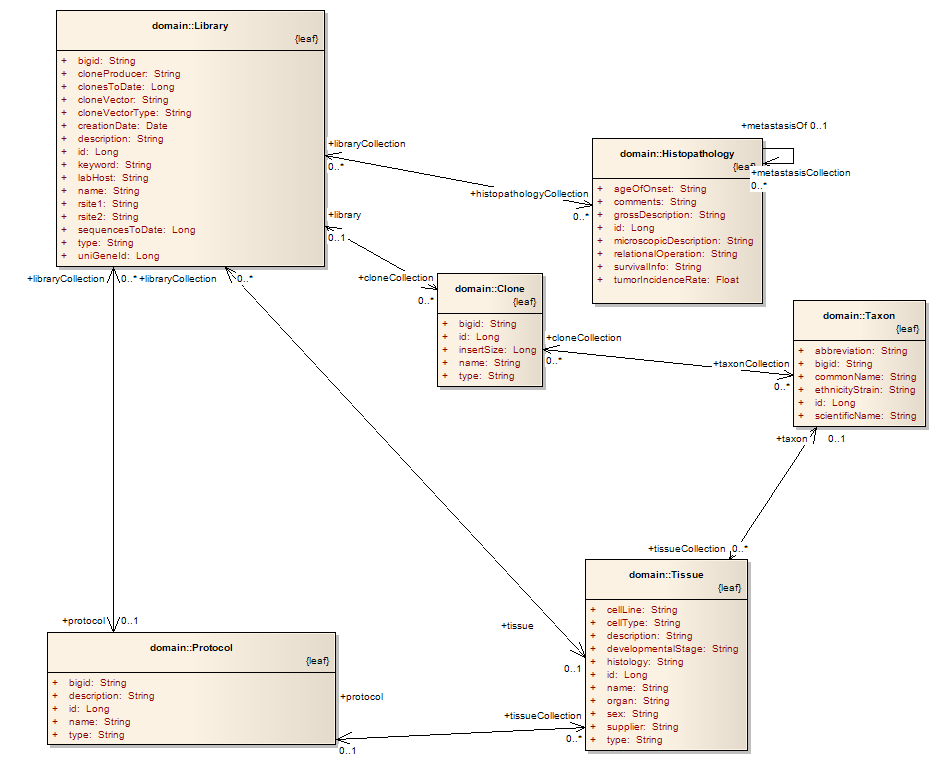 domain::Library
{leaf}
+ bigid: String
+ cloneProducer: String
+ clonesToDate: Long
+ cloneVector: String
+ cloneVectorType: String
+ creationDate: Date
+ description: String
+ id: Long
+ keyword: String
+ labHost: String
+ name: String
+ rsite1: String
+ rsite2: String
+ sequencesToDate: Long
+ type: String
+ uniGeneId: Long
+metastasisOf 0..1
domain::Histopathology
{leaf}
+metastasisCollection
0..*
+ ageOfOnset: String
+ comments: String
+ grossDescription: String
+ id: Long
+ microscopicDescription: String
+ relationalOperation: String
+ survivalInfo: String
+ tumorIncidenceRate: Float
+libraryCollection
0..*
+histopathologyCollection
0..*
+library
0..1
+cloneCollection
0..*
domain::Clone
{leaf}
+ bigid: String
+ id: Long
+ insertSize: Long
+ name: String
+ type: String
+cloneCollection
0..*
+taxonCollection
0..*
domain::Taxon
{leaf}
+ abbreviation: String
+ bigid: String
+ commonName: String
+ ethnicityStrain: String
+ id: Long
+ scientificName: String
+libraryCollection 0..* +libraryCollection 0..*
+taxon 0..1
+tissueCollection 0..*
domain::Tissue
{leaf}
+ cellLine: String
+ cellType: String
+ description: String
+ developmentalStage: String
+ histology: String
+ id: Long
+ name: String
+ organ: String
+ sex: String
+ supplier: String
+ type: String
+tissue
0..1
+protocol 0..1
domain::Protocol
{leaf}
+ bigid: String
+ description: String
+ id: Long
+ name: String
+ type: String
+protocol
0..1
+tissueCollection
0..*